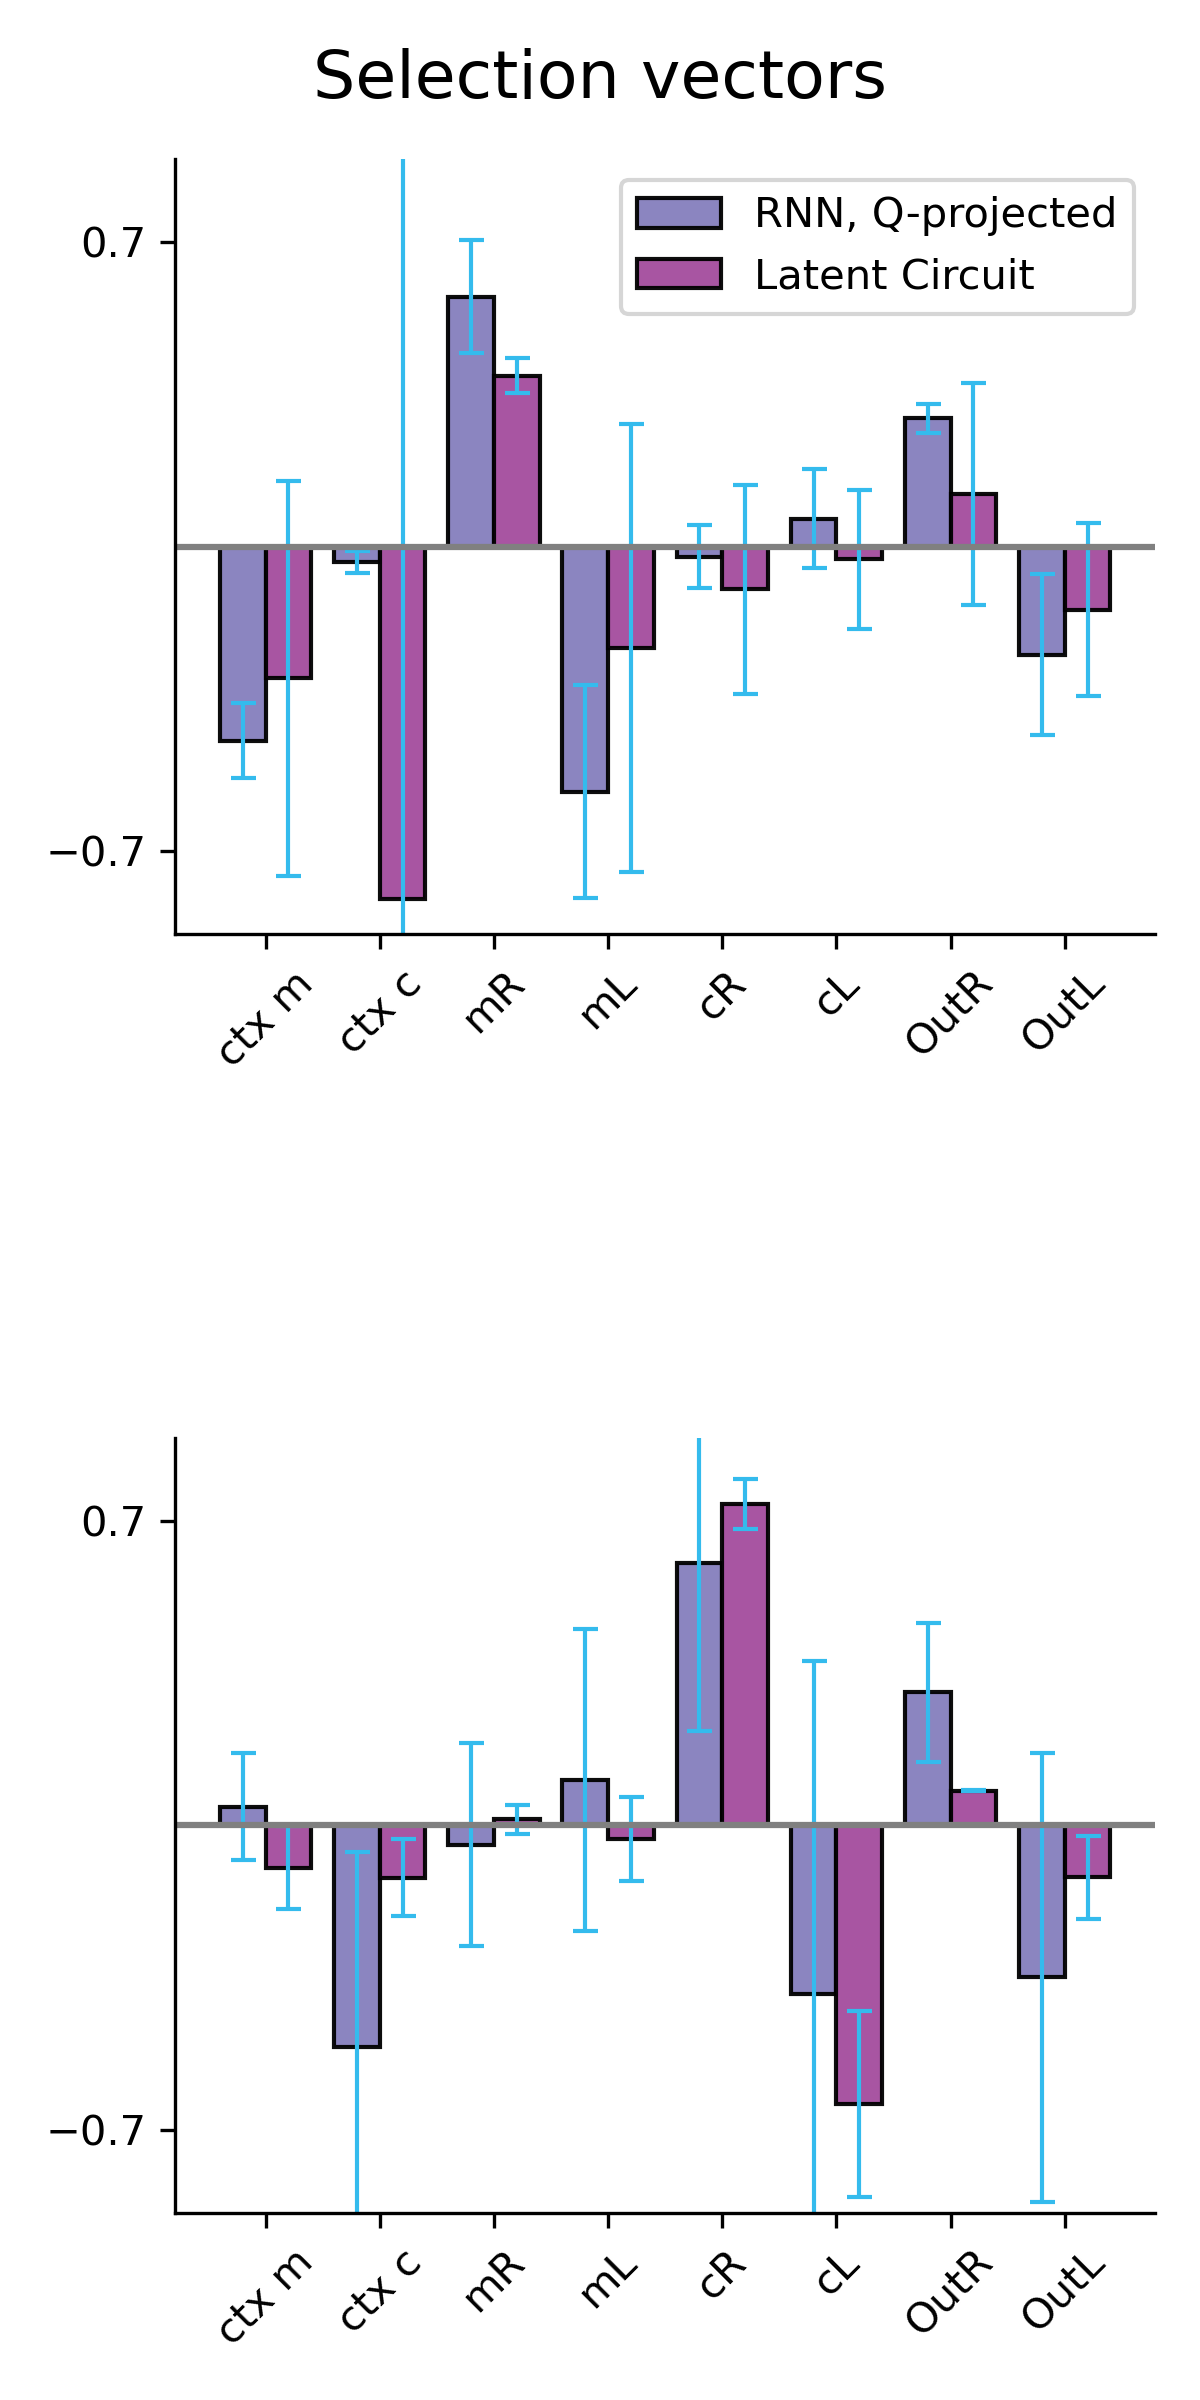 Selection vectors
RNN, Q-projected
Latent Circuit
0.7
−0.7
ctx m
ctx c
mR
mL
cR
cL
OutR
OutL
0.7
−0.7
ctx m
ctx c
mR
mL
cR
cL
OutR
OutL